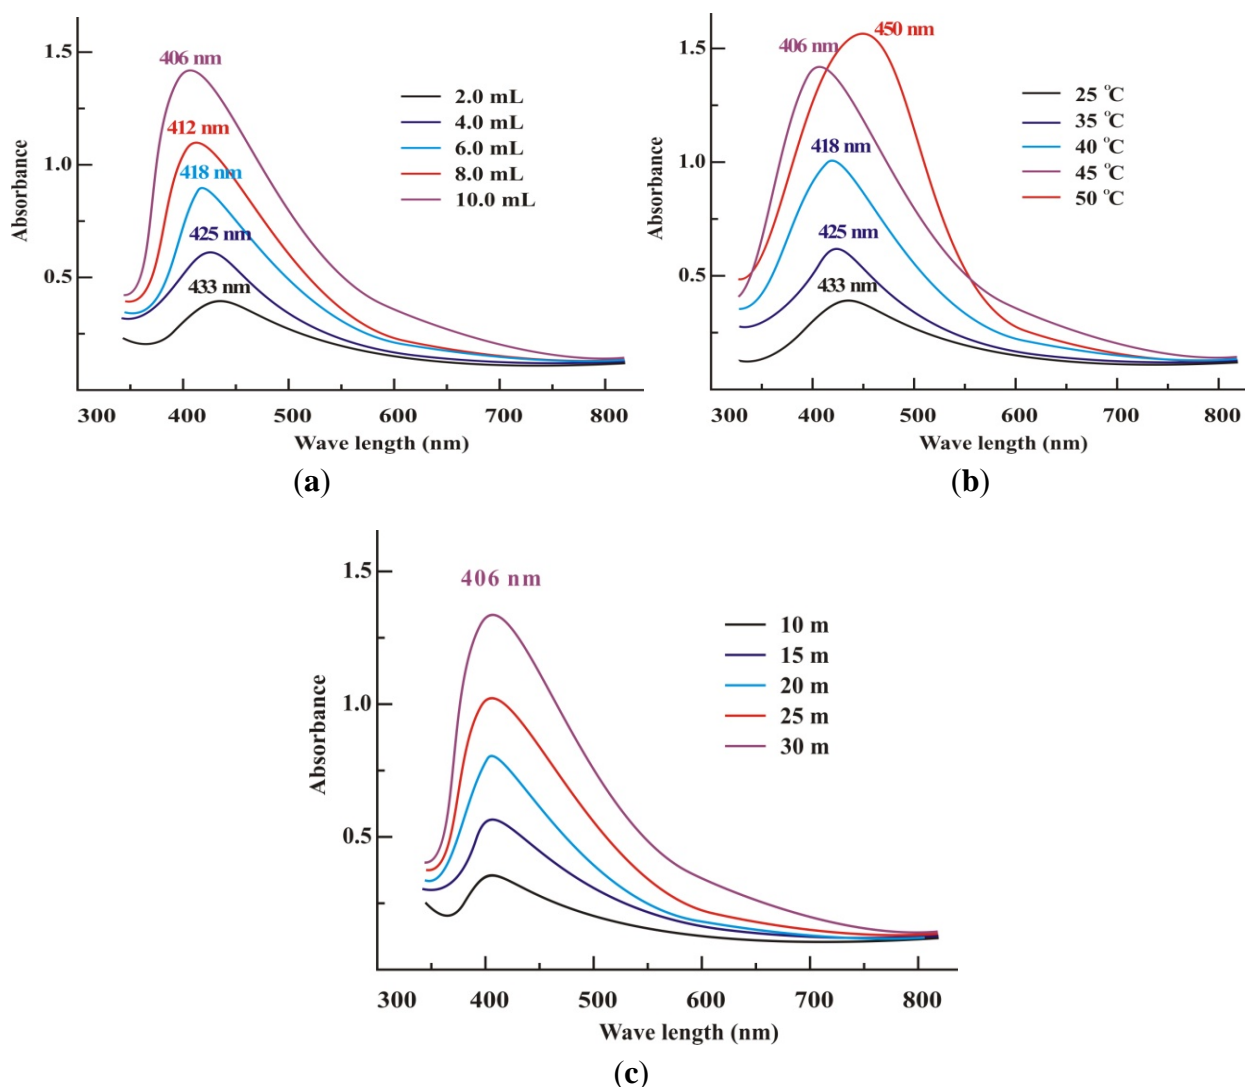 1.5
1.0
0.5
Absorbance
406 nm
412 nm
418 nm
425 nm
433 nm
2.0 mL
4.0 mL
6.0 mL
8.0 mL
10.0 mL
300 400 500 600 700 800
Wave length (nm)
(a)
1.5
1.0
0.5
Absorbance
450 nm
406 nm
418 nm
425 nm
433 nm
25 °C
35 °C
40 °C
45 °C
50 °C
300 400 500 600 700 800
Wave length (nm)
(b)
1.5
1.0
0.5
Absorbance
406 nm
10 m
15 m
20 m
25 m
30 m
300 400 500 600 700 800
Wave length (nm)
(c)